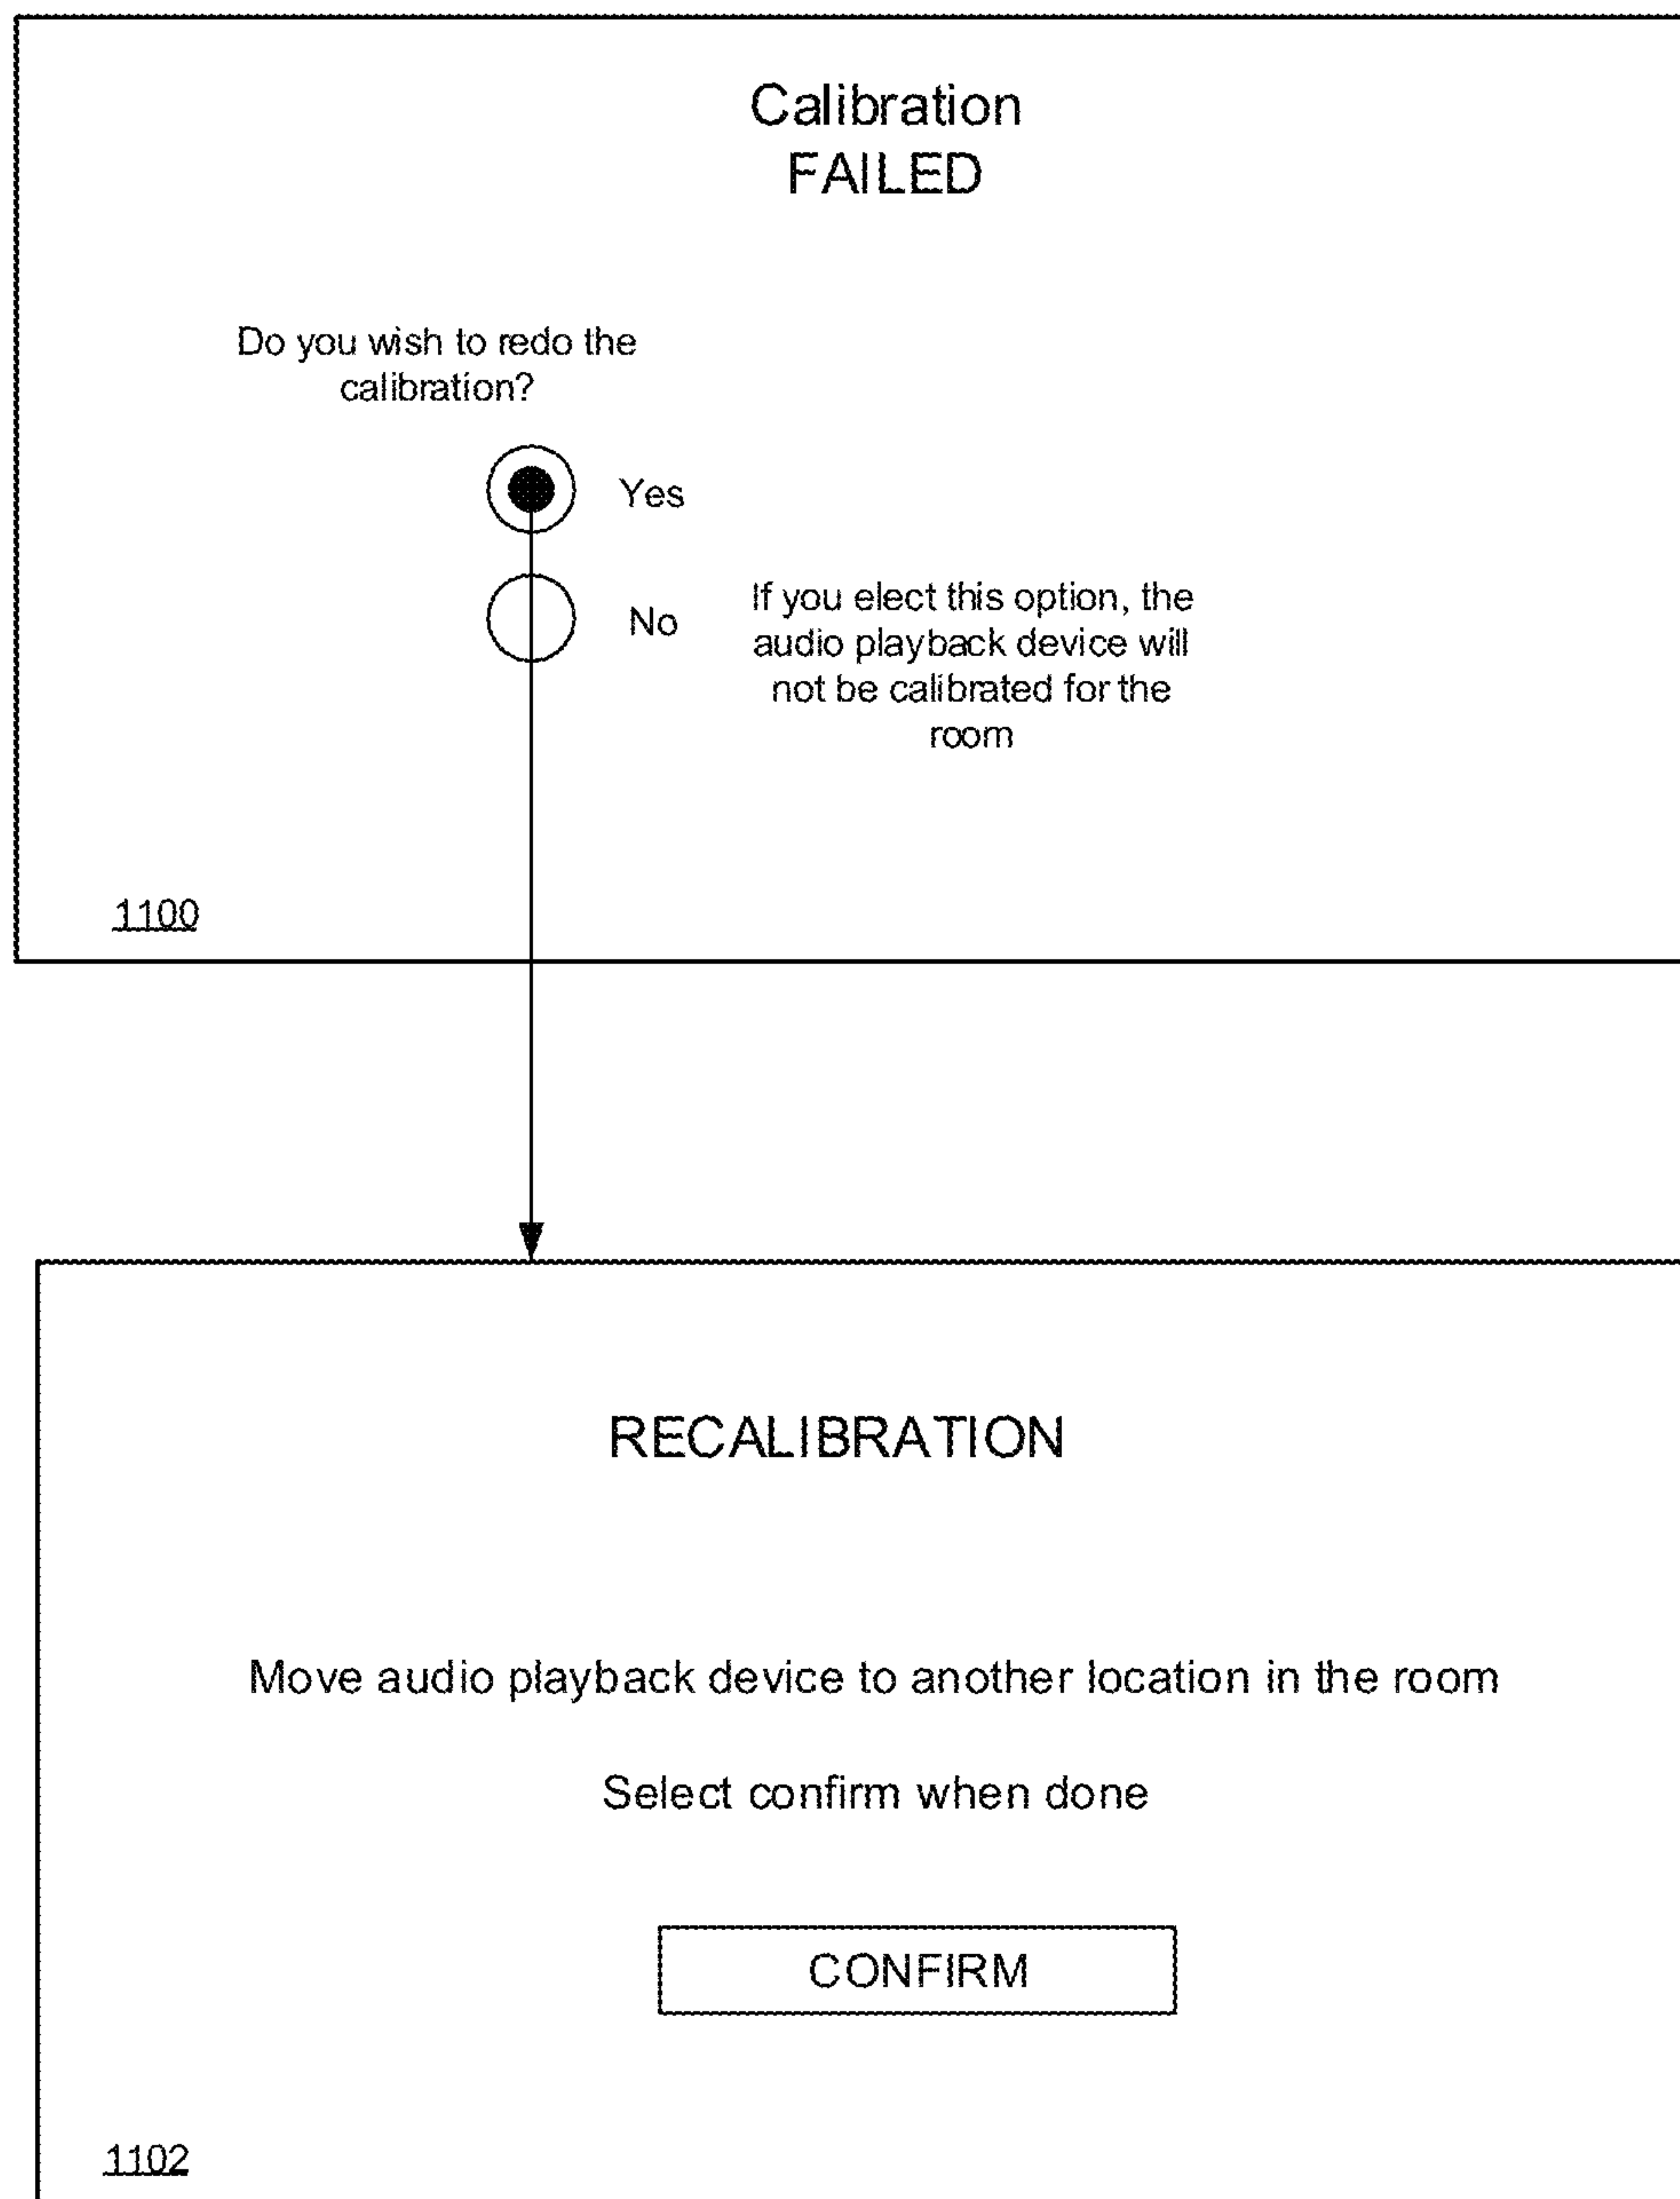 Calibration
FAILED
Do you wish to redo the
calibration?
Yes
No
If you elect this option, the
audio playback device will
not be calibrated for the
room
1100
RECALIBRATION
Move audio playback device to another location in the room
Select confirm when done
CONFIRM
1102